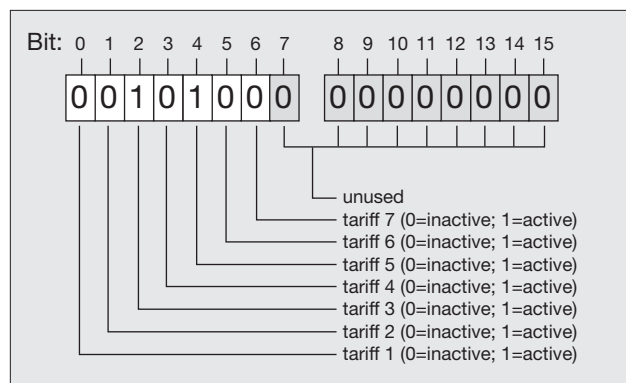 Bit: 0 1 2 3 4 5 6 7 8 9 10 11 12 13 14 15
0 0 1 0 1 0 0 0 0 0 0 0 0 0 0 0
unused
tariff 7 (0=inactive; 1=active)
tariff 6 (0=inactive; 1=active)
tariff 5 (0=inactive; 1=active)
tariff 4 (0=inactive; 1=active)
tariff 3 (0=inactive; 1=active)
tariff 2 (0=inactive; 1=active)
tariff 1 (0=inactive; 1=active)